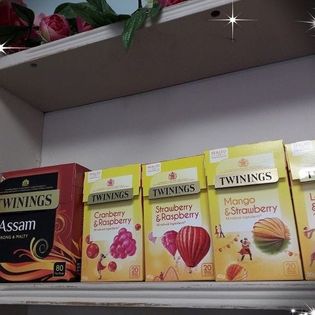 TWININGS
Assam
STRONG & MALTY
80
TWININGS
Cranberry
& Raspberry
20
TWININGS
Strawberry
& Raspberry
20
TWININGS
Mango
& Strawberry
20